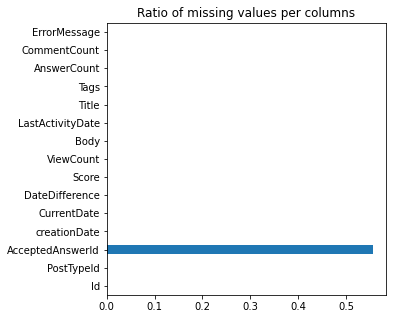 Ratio of missing values per columns
ErrorMessage
CommentCount
AnswerCount
Tags
Title
LastActivityDate
Body
ViewCount
Score
DateDifference
CurrentDate
creationDate
AcceptedAnswerId
PostTypeId
Id
0.0 0.1 0.2 0.3 0.4 0.5